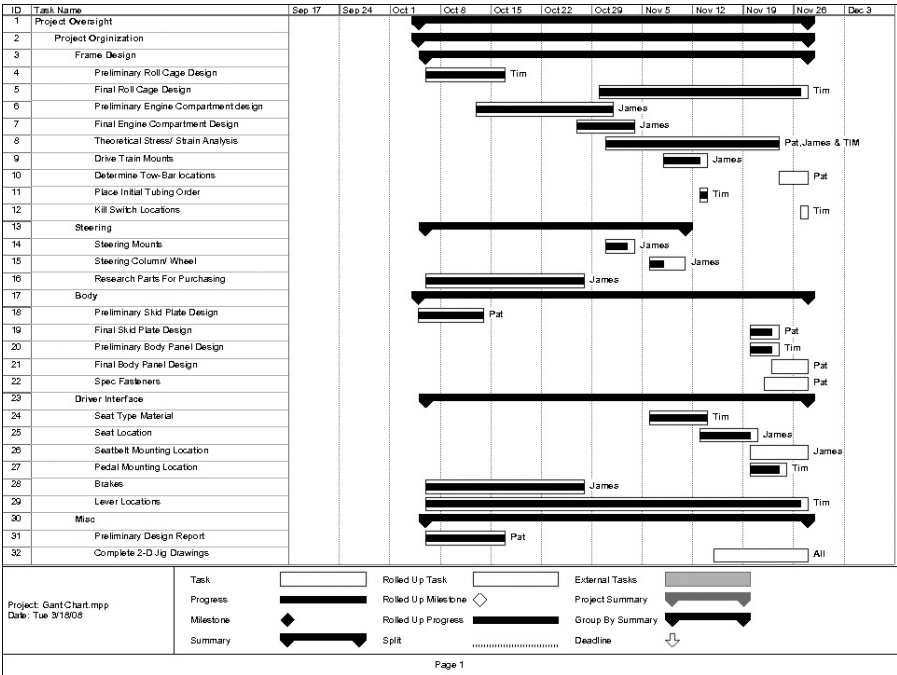 ID Task Name Sep 17 Sep 24 Oct 1 Oct 8 Oct 15 Oct 22 Oct 29 Nov 5 Nov 12 Nov 19 Nov 26 Dec 3
1 Project Oversight
2 Project Orginization
3 Frame Design
4 Preliminary Roll Cage Design Tim
5 Final Roll Cage Design Tim
6 Preliminary Engine Compartment design James
7 Final Engine Compartment Design James
8 Theoretical Stress/ Strain Analysis Pat,James & TIM
9 Drive Train Mounts James
10 Determine Tow-Bar locations Pat
11 Place Initial Tubing Order Tim
12 Kill Switch Locations Tim
13 Steering
14 Steering Mounts James
15 Steering Column/ Wheel James
16 Research Parts For Purchasing James
17 Body
18 Preliminary Skid Plate Design Pat
19 Final Skid Plate Design Pat
20 Preliminary Body Panel Design Tim
21 Final Body Panel Design Pat
22 Spec Fasteners Pat
23 Driver Interface
24 Seat Type Material Tim
25 Seat Location James
26 Seatbelt Mounting Location James
27 Pedal Mounting Location Tim
28 Brakes James
29 Lever Locations Tim
30 Misc
31 Preliminary Design Report Pat
32 Complete 2-D Jig Drawings All
Project: Gant Chart.mpp
Date: Tue 3/18/08
Task Rolled Up Task External Tasks
Progress Rolled Up Milestone Project Summary
Milestone Rolled Up Progress Group By Summary
Summary Split Deadline
Page 1